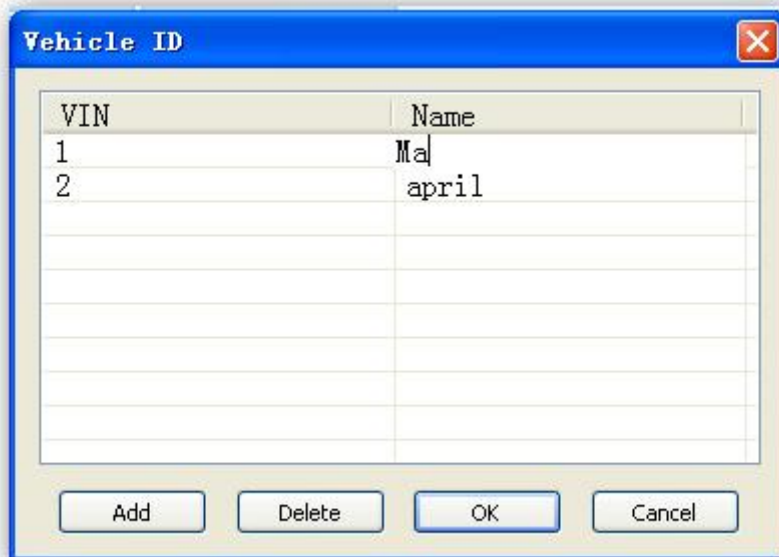 Vehicle ID
VIN Name
1 Ma
2 april
Add Delete OK Cancel